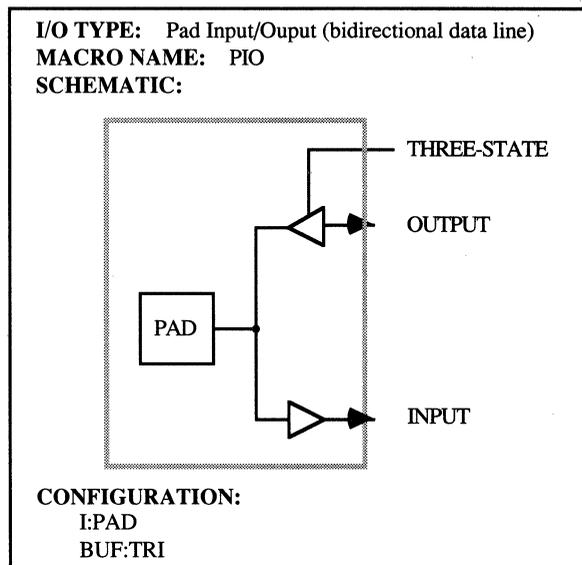 I/O TYPE: Pad Input/Ouput (bidirectional data line)
MACRO NAME: PIO
SCHEMATIC:
THREE-STATE
OUTPUT
PAD
INPUT
CONFIGURATION:
I:PAD
BUF:TRI